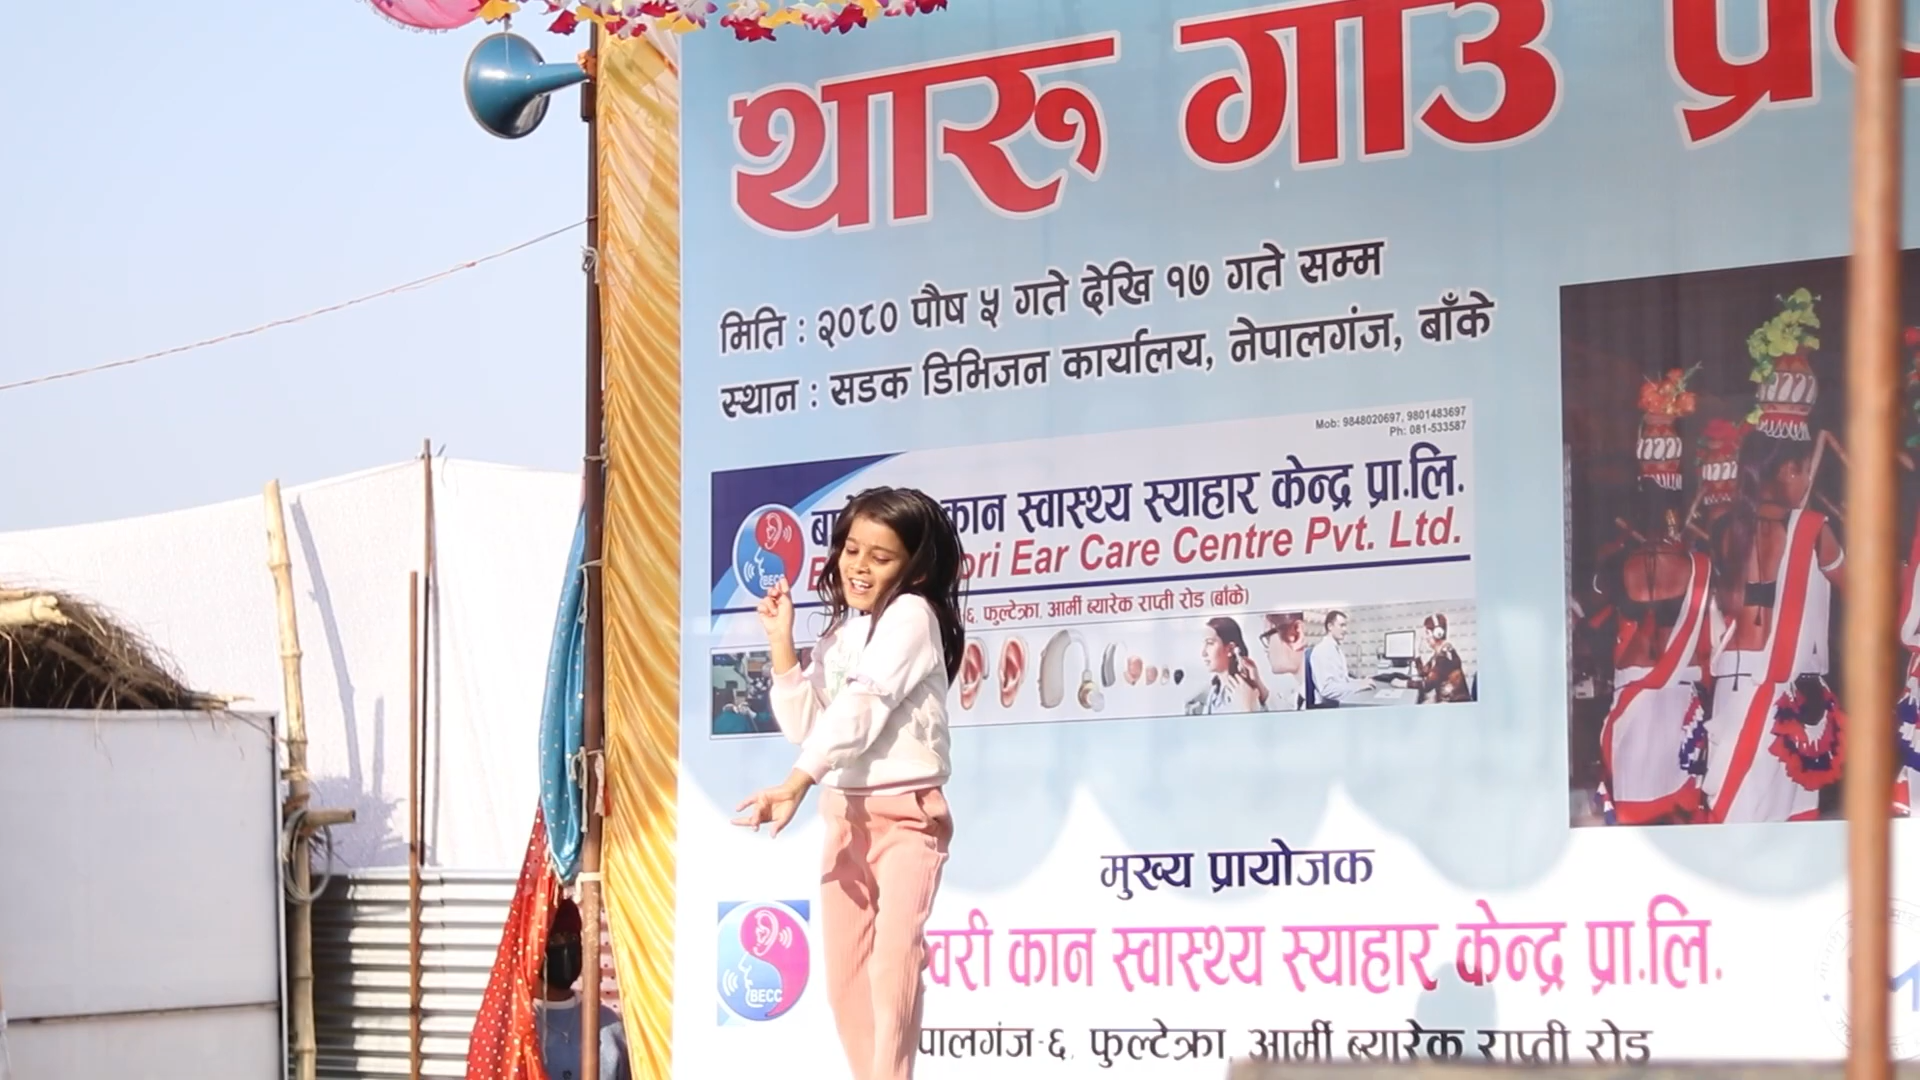 थारू गाउँ
मिति : २०८० पौष ५ गते देखि १७ गते सम्म
स्थान : सडक डिभिजन कार्यालय, नेपालगंज, बाँके
Mob: 9848020697, 9801483697
Ph: 081-533587
कान स्वास्थ्य स्याहार केन्द्र प्रा.लि.
Ear Care Centre Pvt. Ltd.
BECC
६, फुल्टेक्रा, आर्मी ब्यारेक राप्ती रोड (बाँके)
मुख्य प्रायोजक
कान स्वास्थ्य स्याहार केन्द्र प्रा.लि.
BECC
६, फुल्टेक्रा, आर्मी ब्यारेक राप्ती रोड